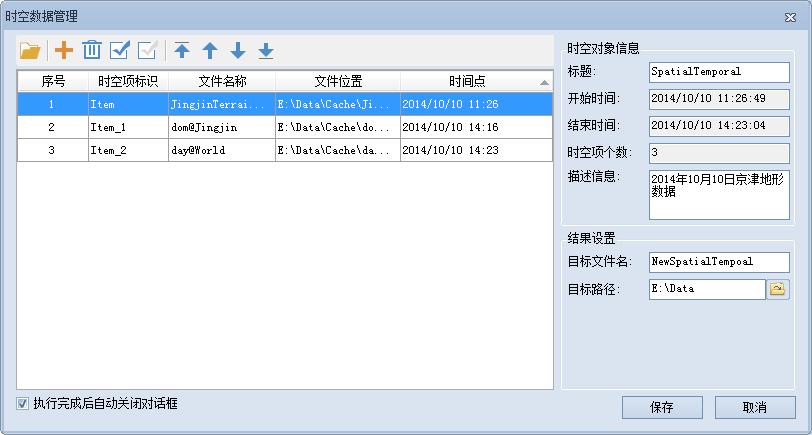 时空数据管理
序号 时空项标识 文件名称 文件位置 时间点
1 Item JingjinTerrai... E:\Data\Cache\Ji... 2014/10/10 11:26
2 Item_1 dom@Jingjin E:\Data\Cache\do... 2014/10/10 14:16
3 Item_2 day@World E:\Data\Cache\da... 2014/10/10 14:23
时空对象信息
标题: SpatialTemporal
开始时间: 2014/10/10 11:26:49
结束时间: 2014/10/10 14:23:04
时空项个数: 3
描述信息: 2014年10月10日京津地形
数据
结果设置
目标文件名: NewSpatialTempoal
目标路径: E:\Data
执行完成后自动关闭对话框
保存 取消